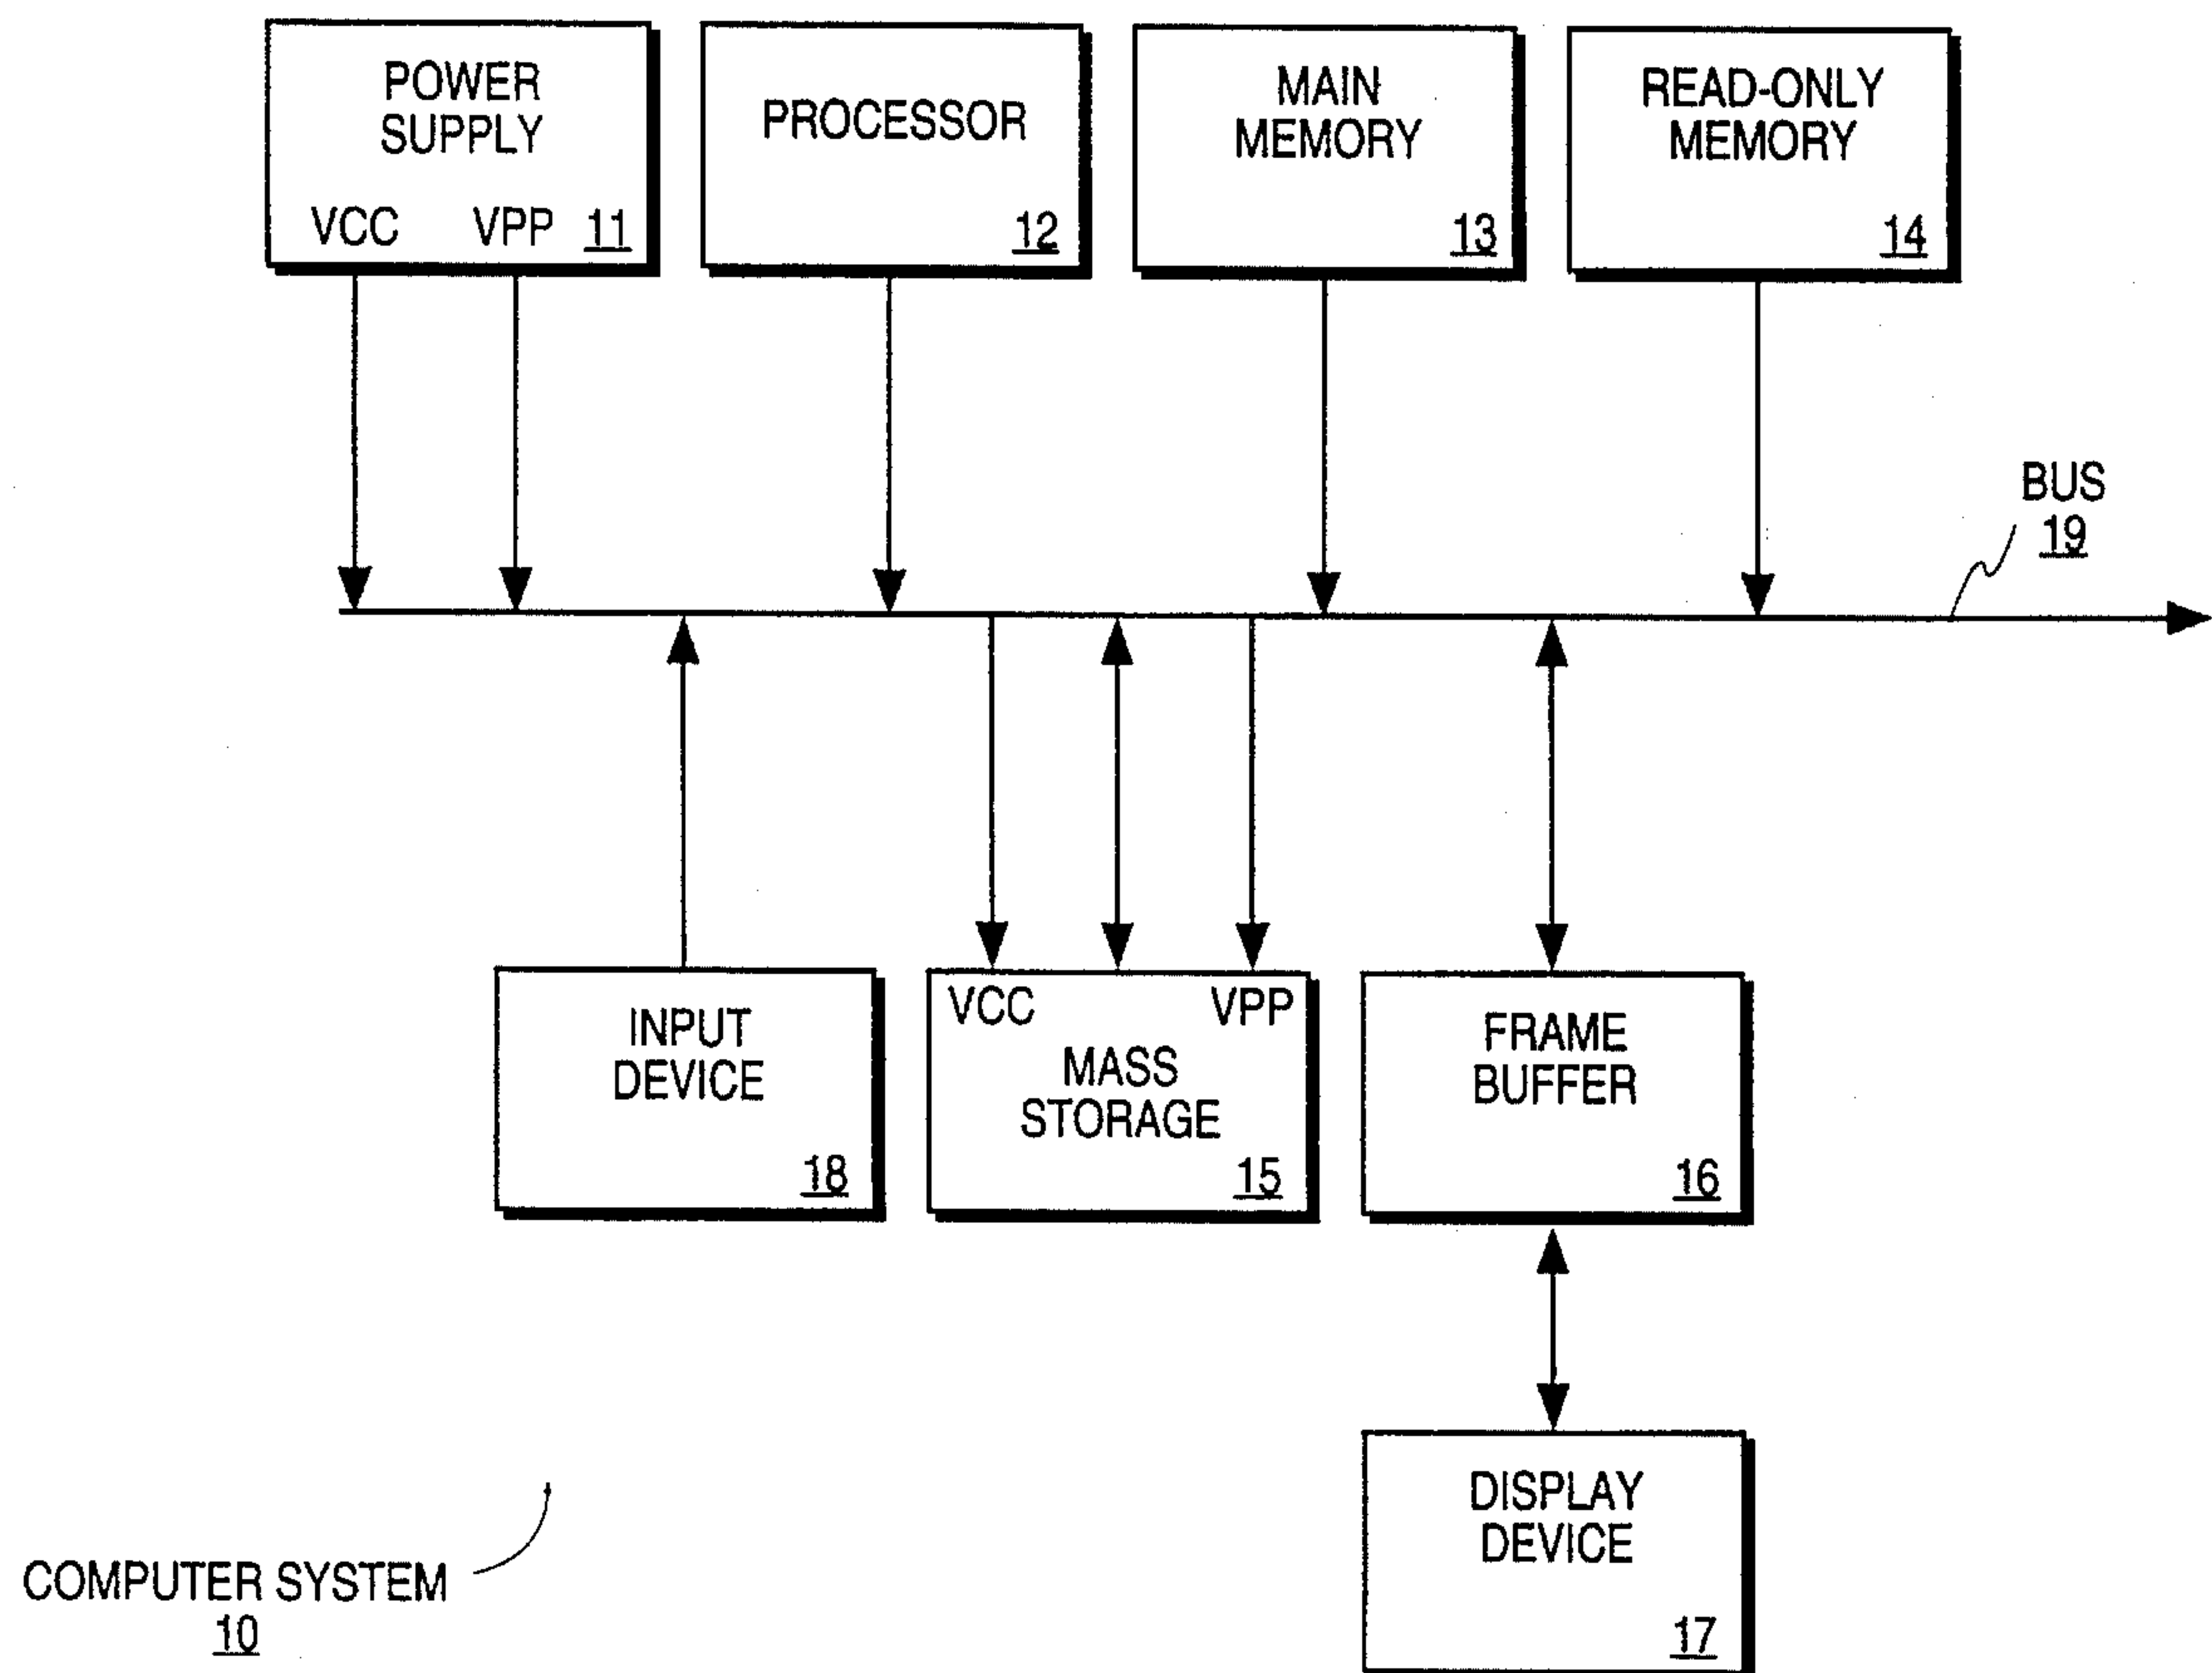 POWER
SUPPLY
VCC VPP 11
PROCESSOR
12
MAIN
MEMORY
13
READ-ONLY
MEMORY
14
BUS
19
INPUT
DEVICE
18
VCC VPP
MASS
STORAGE
15
FRAME
BUFFER
16
DISPLAY
DEVICE
17
COMPUTER SYSTEM
10